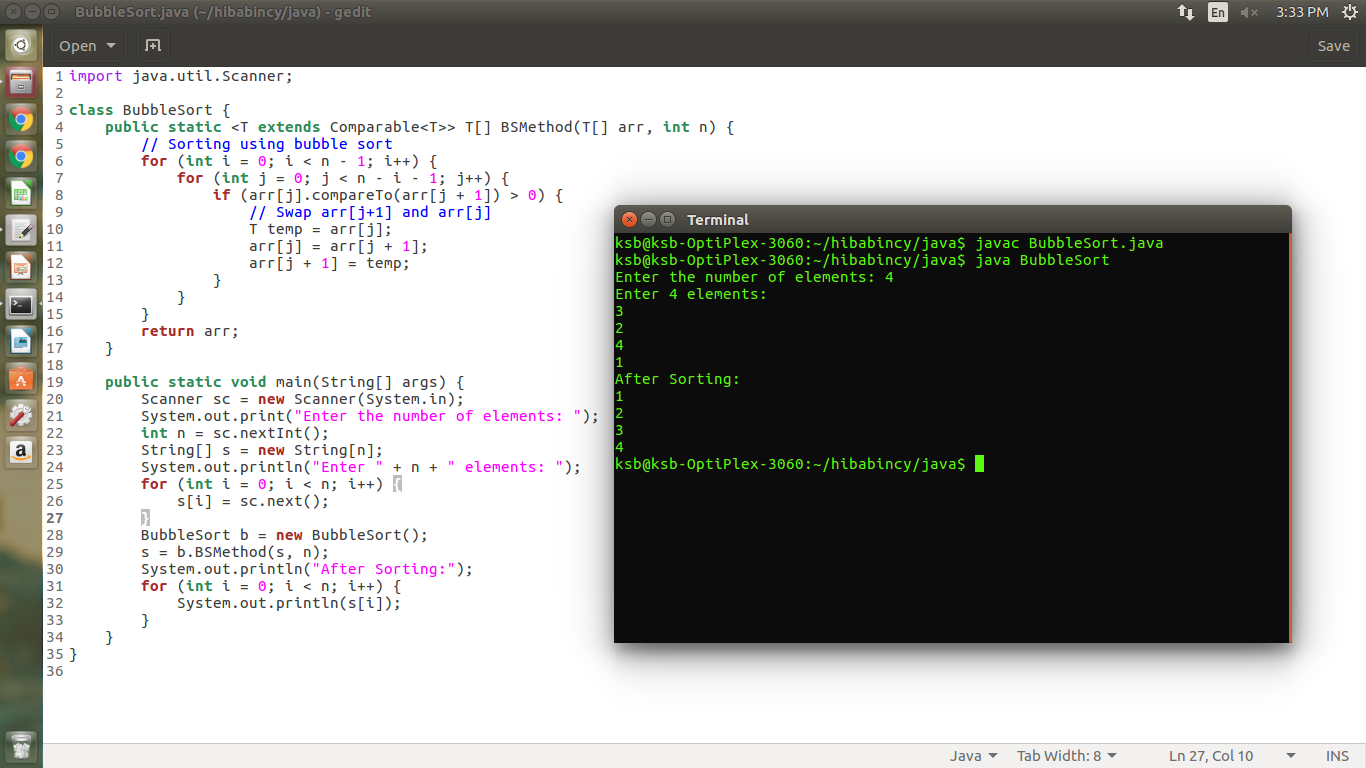 BubbleSort.java (~/hibabincy/java) - gedit
En
3:33 PM
Open
Save
1 import java.util.Scanner;
2
3 class BubbleSort {
4     public static <T extends Comparable<T>> T[] BSMethod(T[] arr, int n) {
5         // Sorting using bubble sort
6         for (int i = 0; i < n - 1; i++) {
7             for (int j = 0; j < n - i - 1; j++) {
8                 if (arr[j].compareTo(arr[j + 1]) > 0) {
9                     // Swap arr[j+1] and arr[j]
10                     T temp = arr[j];
11                     arr[j] = arr[j + 1];
12                     arr[j + 1] = temp;
13                 }
14             }
15         }
16         return arr;
17     }
18
19     public static void main(String[] args) {
20         Scanner sc = new Scanner(System.in);
21         System.out.print("Enter the number of elements: ");
22         int n = sc.nextInt();
23         String[] s = new String[n];
24         System.out.println("Enter " + n + " elements: ");
25         for (int i = 0; i < n; i++) {
26             s[i] = sc.next();
27         }
28         BubbleSort b = new BubbleSort();
29         s = b.BSMethod(s, n);
30         System.out.println("After Sorting:");
31         for (int i = 0; i < n; i++) {
32             System.out.println(s[i]);
33         }
34     }
35 }
36
Terminal
ksb@ksb-OptiPlex-3060:~/hibabincy/java$ javac BubbleSort.java
ksb@ksb-OptiPlex-3060:~/hibabincy/java$ java BubbleSort
Enter the number of elements: 4
Enter 4 elements:
3
2
4
1
After Sorting:
1
2
3
4
ksb@ksb-OptiPlex-3060:~/hibabincy/java$
Java
Tab Width: 8
Ln 27, Col 10
INS